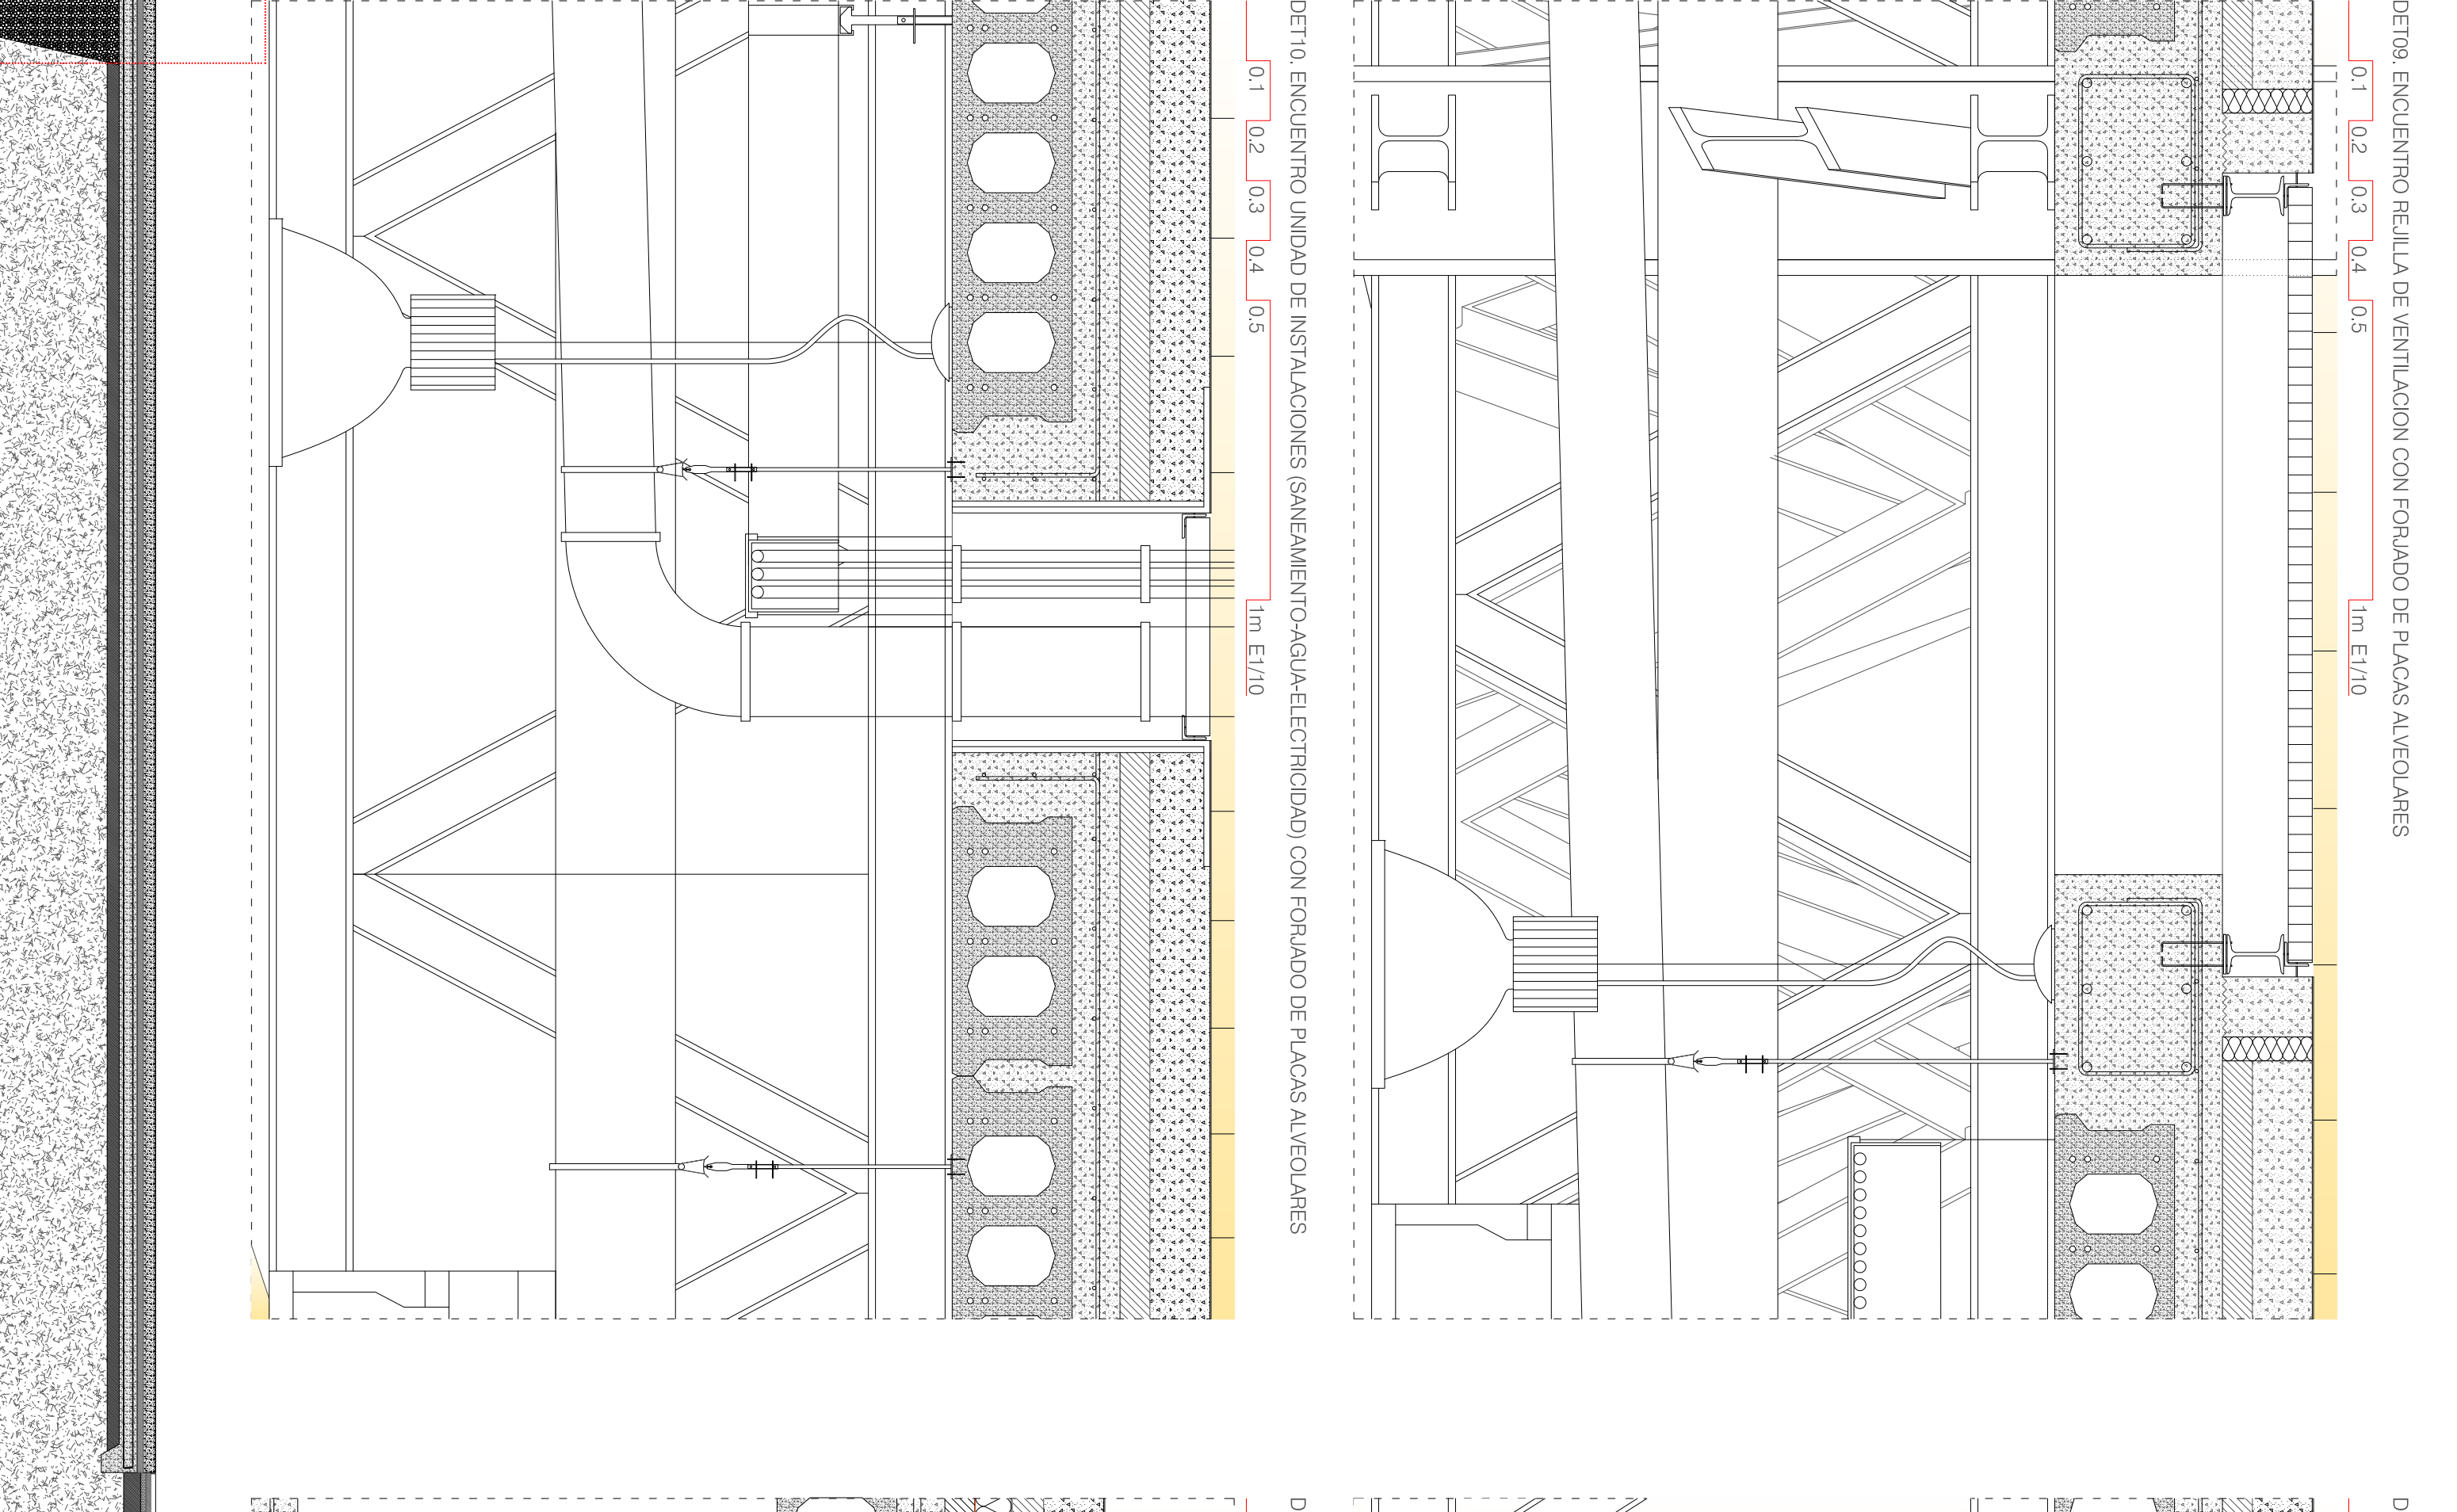 DET09. ENCUENTRO REJILLA DE VENTILACION CON FORJADO DE PLACAS ALVEOLARES
0.1 0.2 0.3 0.4 0.5 1m E1/10
DET10. ENCUENTRO UNIDAD DE INSTALACIONES (SANEAMIENTO-AGUA-ELECTRICIDAD) CON FORJADO DE PLACAS ALVEOLARES
0.1 0.2 0.3 0.4 0.5 1m E1/10
D
D